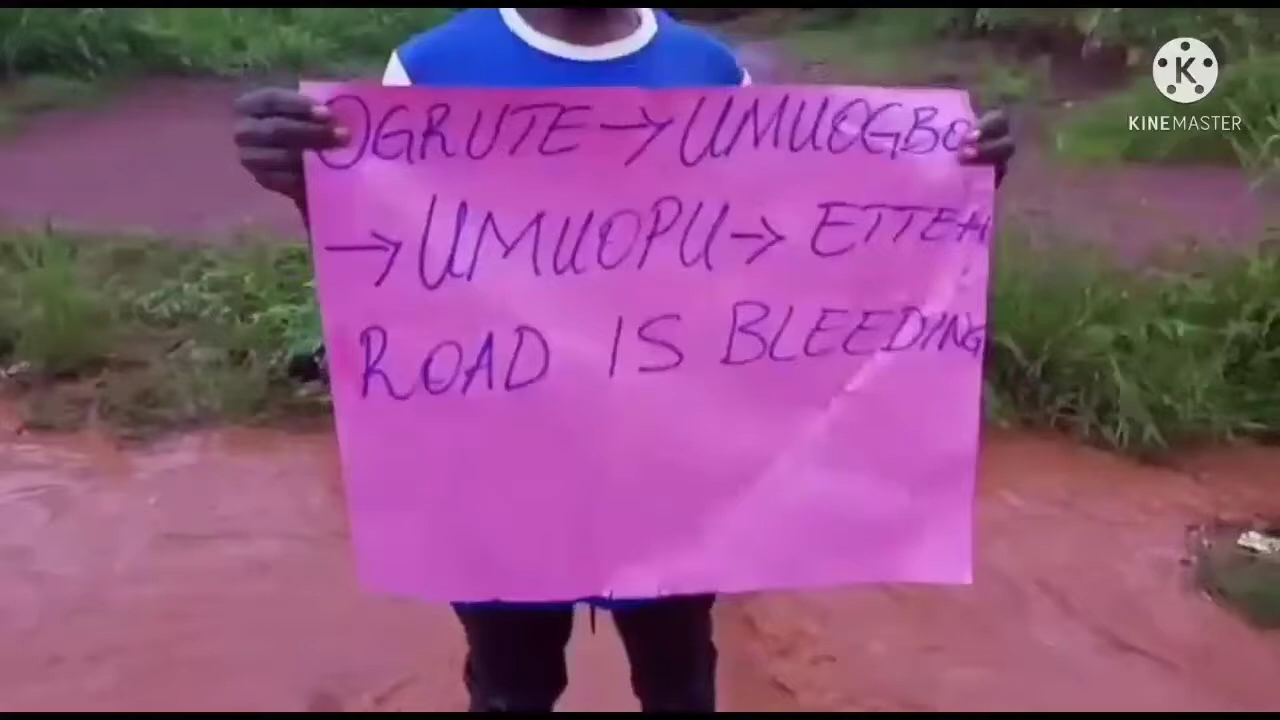 OGRUTE → UMUOGBO
→ UMUOPU → ETTEH
ROAD IS BLEEDING
K
KINEMASTER